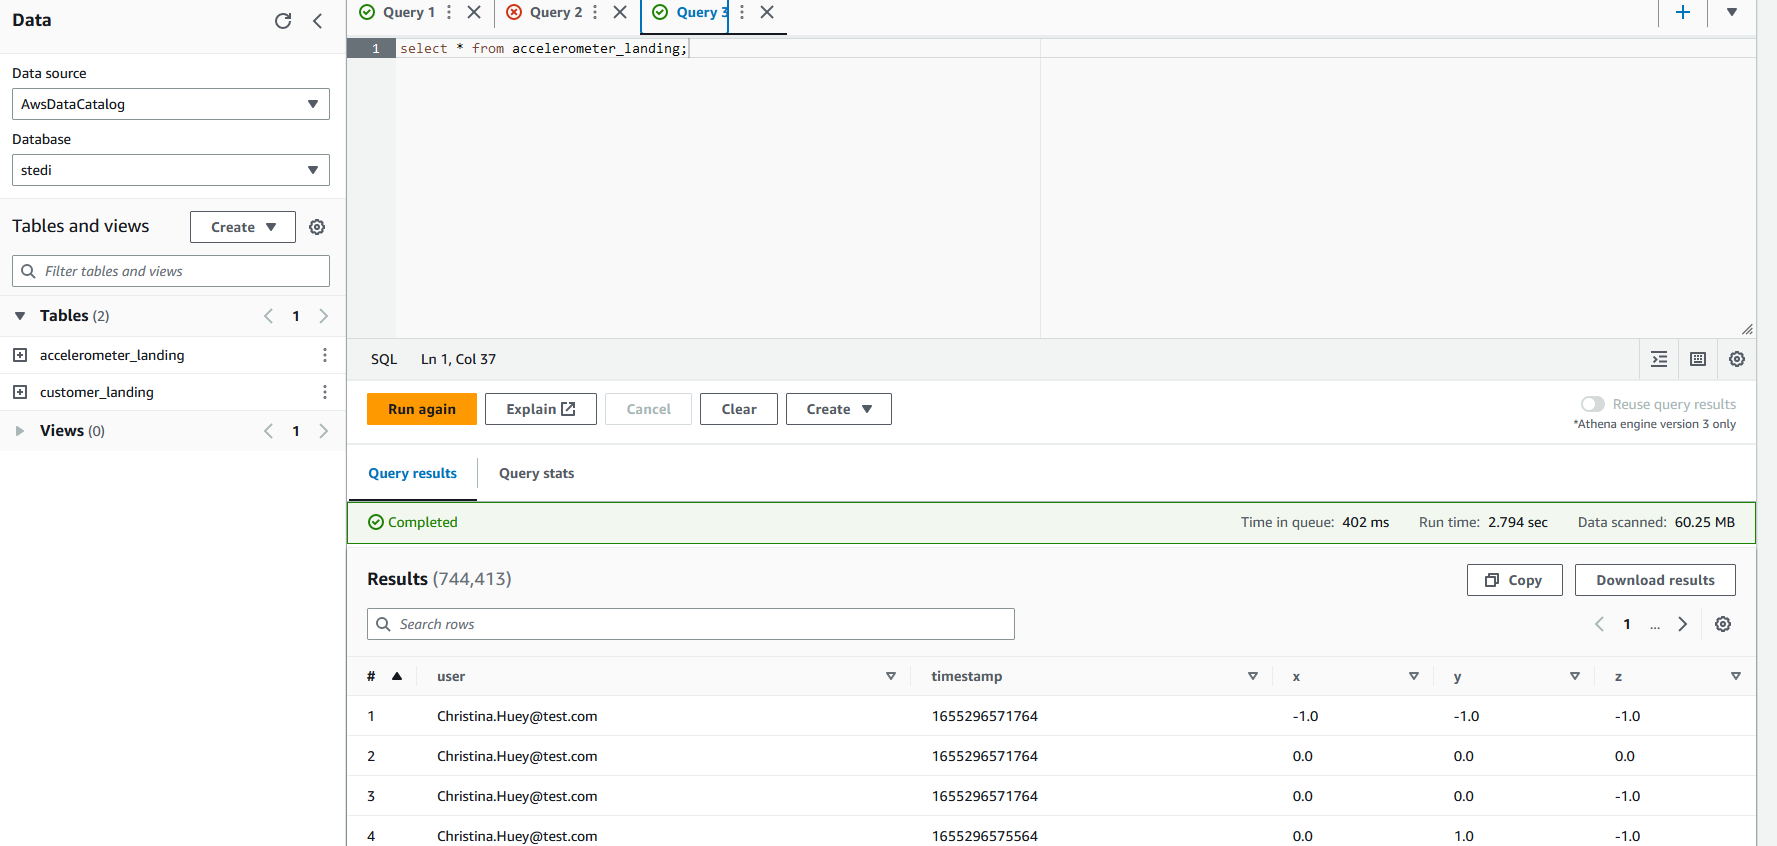 Data
Data source
AwsDataCatalog
Database
stedi
Tables and views
Create
Filter tables and views
Tables (2)
1
accelerometer_landing
customer_landing
Views (0)
1
Query 1
Query 2
Query 3
1 select * from accelerometer_landing;
SQL Ln 1, Col 37
Run again Explain Cancel Clear Create
Reuse query results
*Athena engine version 3 only
Query results Query stats
Completed Time in queue: 402 ms Run time: 2.794 sec Data scanned: 60.25 MB
Results (744,413)
Copy Download results
Search rows
1 ...
# user timestamp x y z
1 Christina.Huey@test.com 1655296571764 -1.0 -1.0 -1.0
2 Christina.Huey@test.com 1655296571764 0.0 0.0 0.0
3 Christina.Huey@test.com 1655296571764 0.0 0.0 -1.0
4 Christina.Huey@test.com 1655296575564 0.0 1.0 -1.0